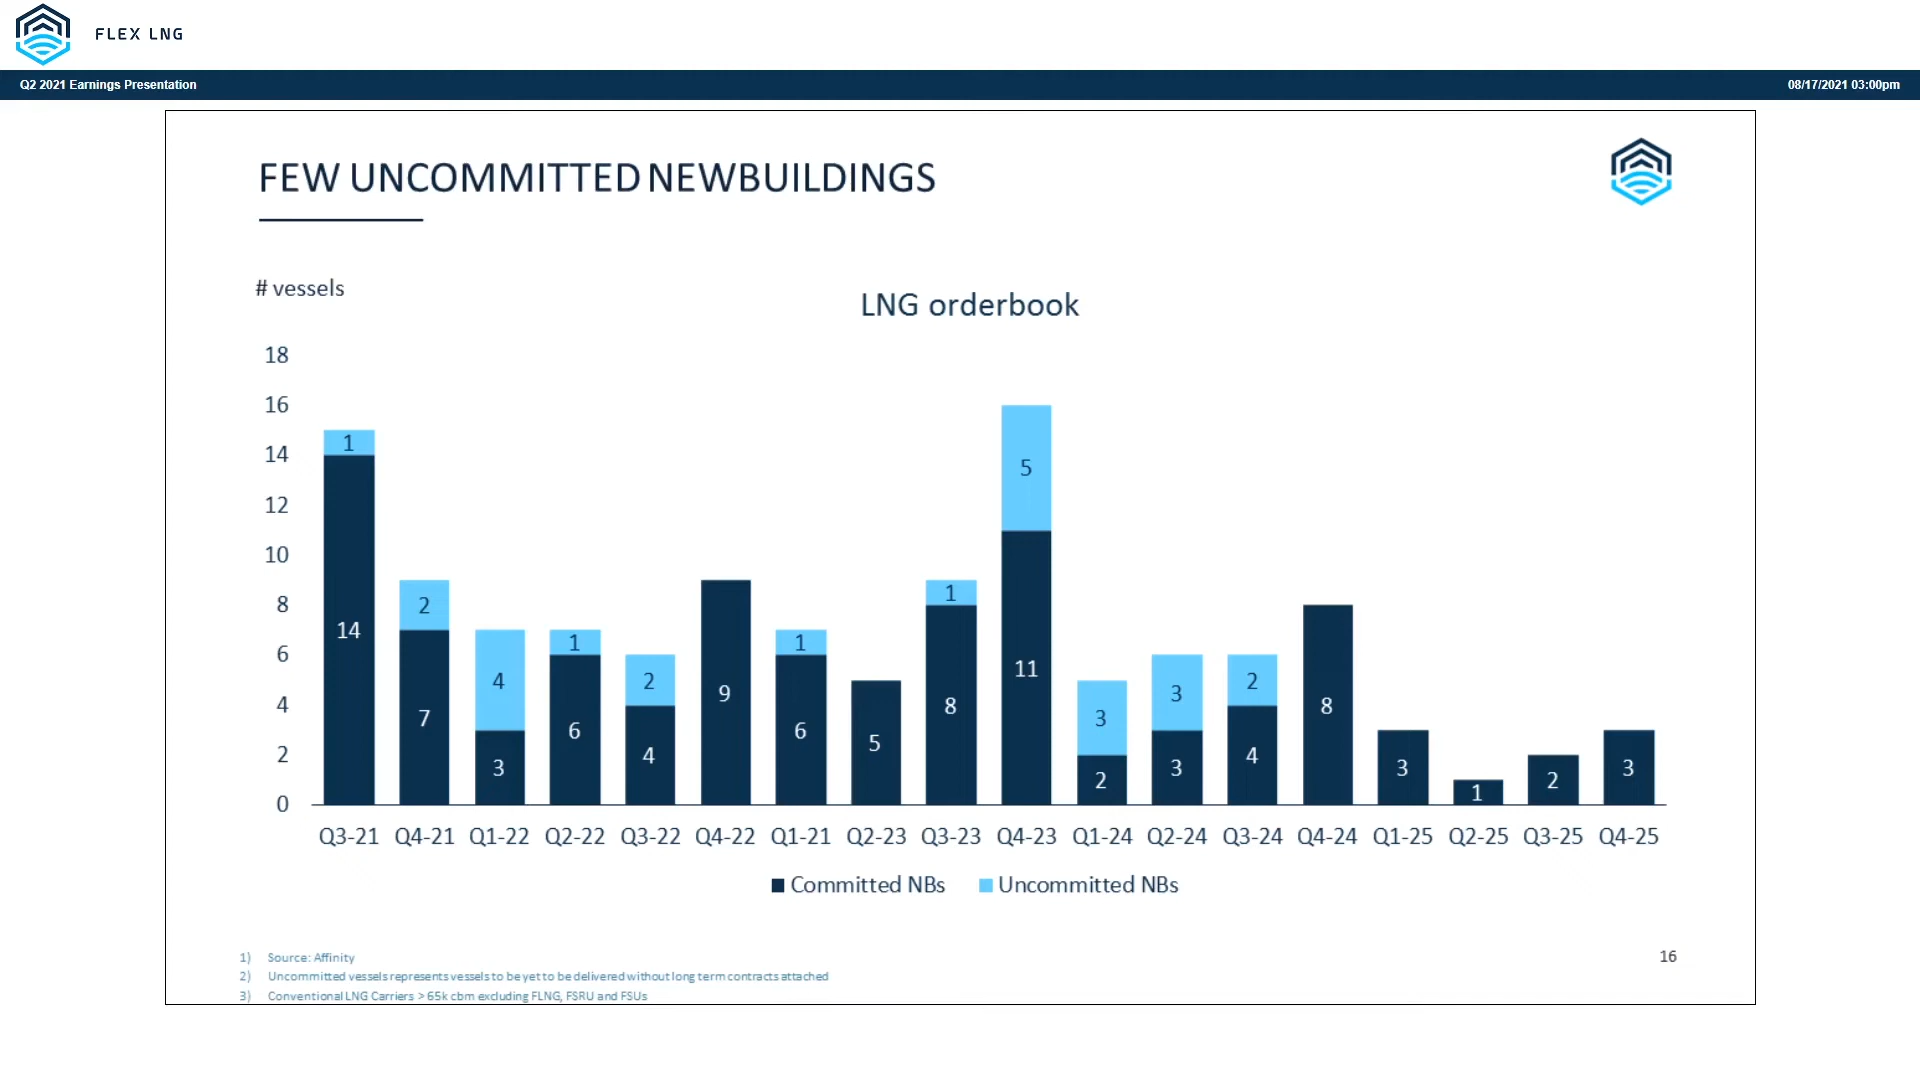 FLEX LNG
Q2 2021 Earnings Presentation 08/17/2021 03:00pm
FEW UNCOMMITTED NEWBUILDINGS
# vessels
LNG orderbook
18
16
14
12
10
8
6
4
2
0
1 2 4 1 2 1 1 5 3 3 2
14 7 3 6 4 9 6 5 8 11 2 3 4 8 3 1 2 3
Q3-21 Q4-21 Q1-22 Q2-22 Q3-22 Q4-22 Q1-21 Q2-23 Q3-23 Q4-23 Q1-24 Q2-24 Q3-24 Q4-24 Q1-25 Q2-25 Q3-25 Q4-25
Committed NBs Uncommitted NBs
1) Source: Affinity
2) Uncommitted vessels represents vessels to be yet to be delivered without long term contracts attached
3) Conventional LNG Carriers > 65k cbm excluding FLNG, FSRU and FSUs
16